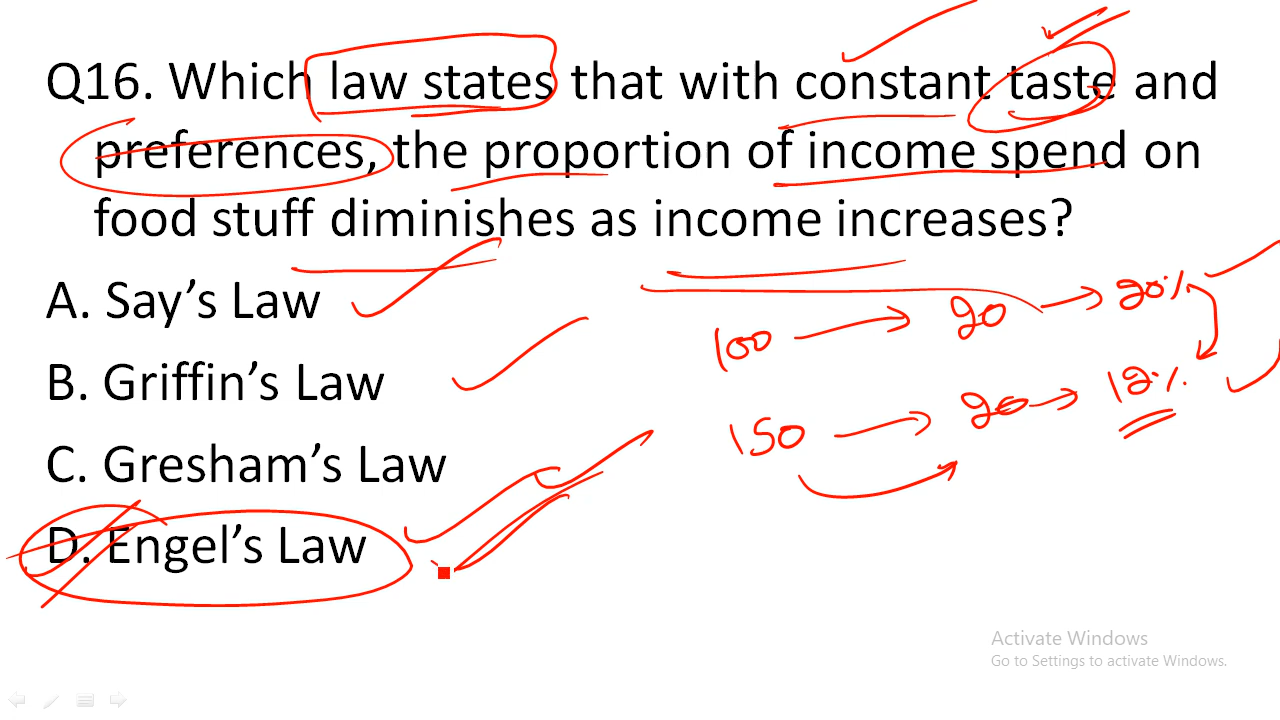 Q16. Which law states that with constant taste and
preferences, the proportion of income spend on
food stuff diminishes as income increases?
A. Say's Law
B. Griffin's Law
C. Gresham's Law
D. Engel's Law
100 → 20 → 20%
150 → 20 → 12%
Activate Windows
Go to Settings to activate Windows.